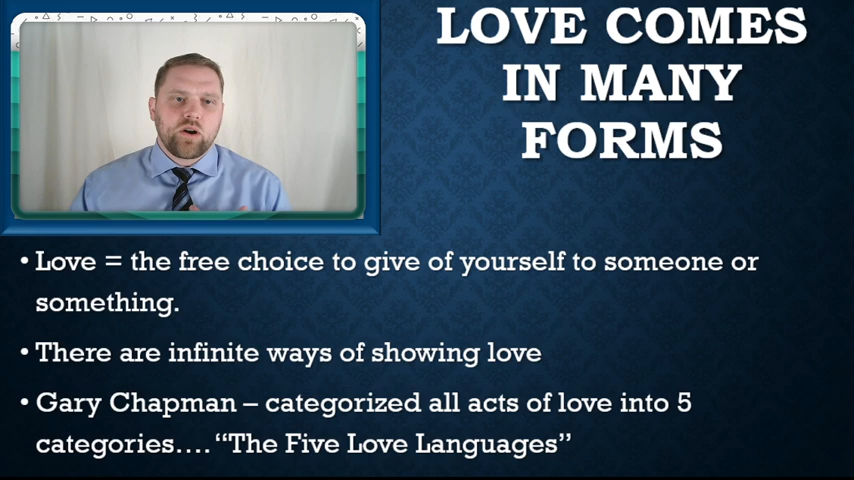 LOVE COMES
IN MANY
FORMS
• Love = the free choice to give of yourself to someone or
something.
• There are infinite ways of showing love
• Gary Chapman – categorized all acts of love into 5
categories…. “The Five Love Languages”